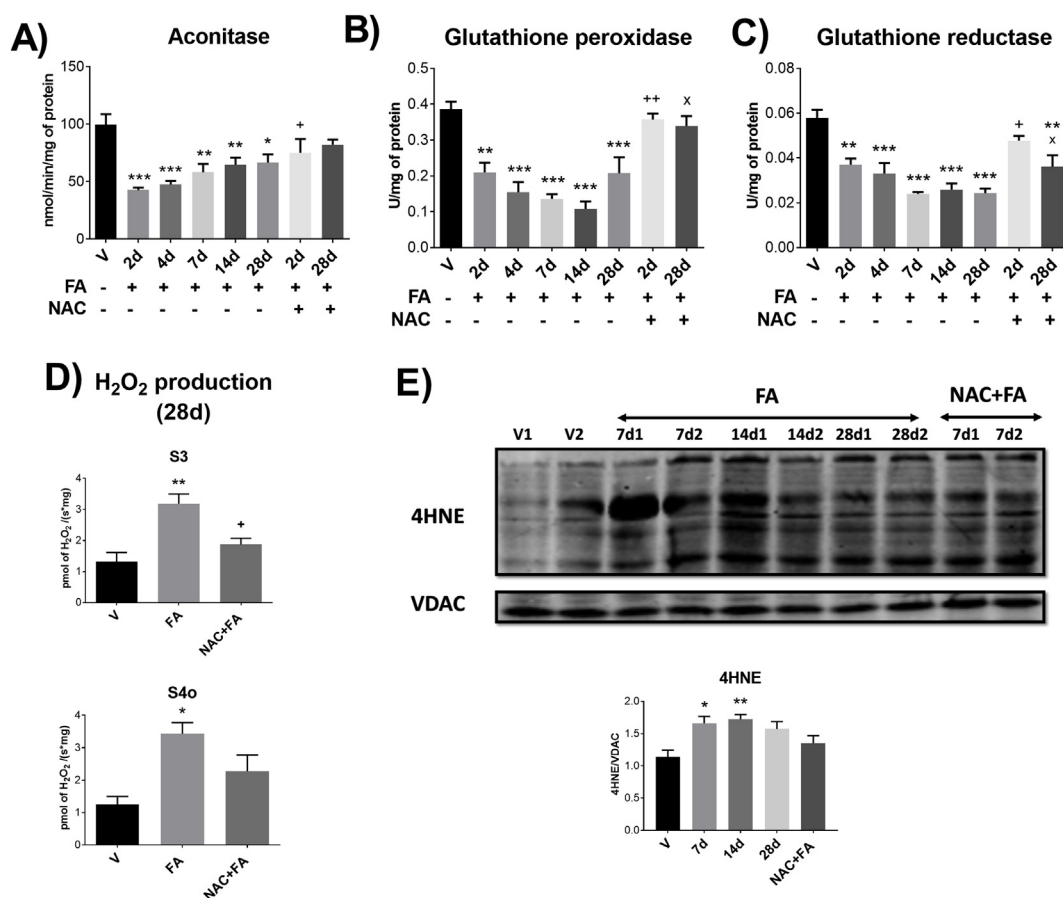 A)
Aconitase
nmol/min/mg of protein
150
100
50
0
*** *** ** ** * +
V 2d 4d 7d 14d 28d 2d 28d
FA - + + + + + + +
NAC - - - - - - + +
B)
Glutathione peroxidase
U/mg of protein
0.5
0.4
0.3
0.2
0.1
0.0
** *** *** *** *** ++ x
V 2d 4d 7d 14d 28d 2d 28d
FA - + + + + + + +
NAC - - - - - - + +
C)
Glutathione reductase
U/mg of protein
0.08
0.06
0.04
0.02
0.00
** *** *** *** *** + **
x
V 2d 4d 7d 14d 28d 2d 28d
FA - + + + + + + +
NAC - - - - - - + +
D)
H₂O₂ production
(28d)
S3
pmol of H₂O₂ /(s*mg)
4
3
2
1
0
** +
V FA NAC+FA
S4o
pmol of H₂O₂ /(s*mg)
4
3
2
1
0
*
V FA NAC+FA
E)
FA NAC+FA
V1 V2 7d1 7d2 14d1 14d2 28d1 28d2 7d1 7d2
4HNE
VDAC
4HNE
4HNE/VDAC
2.0
1.5
1.0
0.5
0.0
* **
V 7d 14d 28d NAC+FA